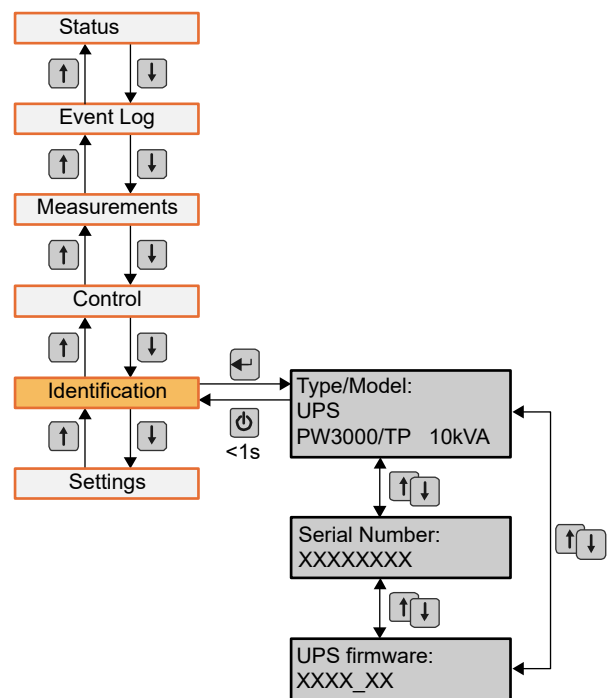 Status
Event Log
Measurements
Control
Identification
<1s
Settings
Type/Model:
UPS
PW3000/TP 10kVA
Serial Number:
XXXXXXXX
UPS firmware:
XXXX_XX